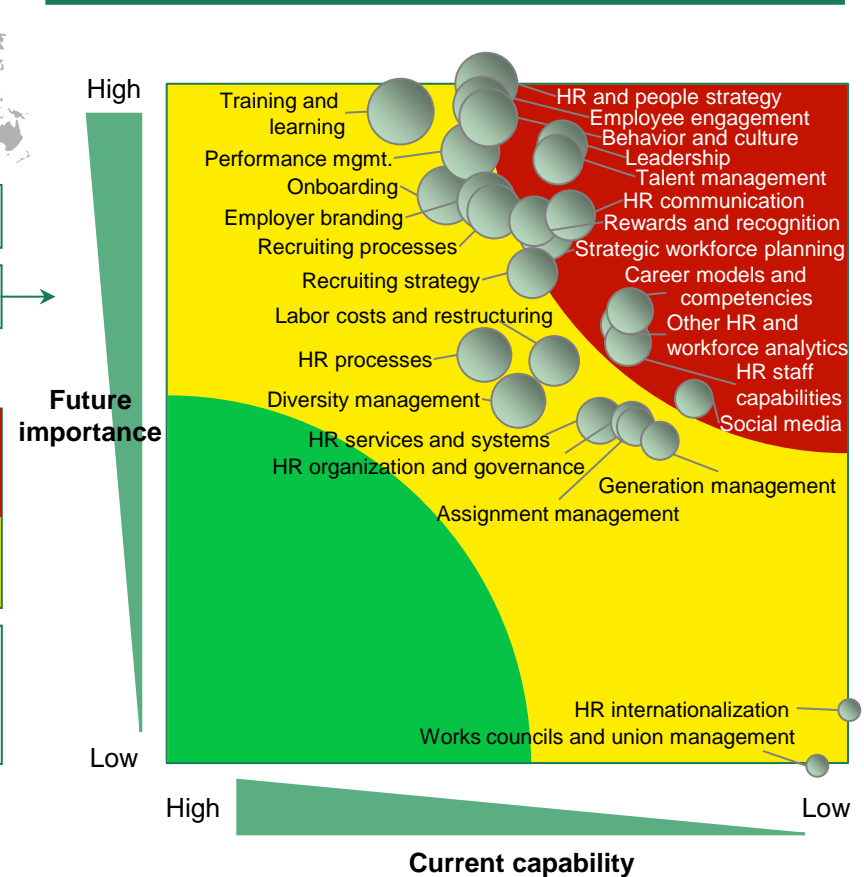 High
Training and
learning
HR and people strategy
Employee engagement
Behavior and culture
Performance mgmt.
Leadership
Talent management
Onboarding
HR communication
Employer branding
Rewards and recognition
Recruiting processes
Strategic workforce planning
Recruiting strategy
Career models and
competencies
Labor costs and restructuring
Other HR and
workforce analytics
HR processes
HR staff
capabilities
Diversity management
Future
importance
Social media
HR services and systems
HR organization and governance
Generation management
Assignment management
HR internationalization
Works councils and union management
Low
High
Low
Current capability